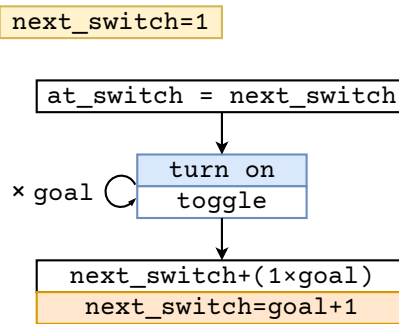 next_switch=1
at_switch = next_switch
turn on
× goal
toggle
next_switch+(1×goal)
next_switch=goal+1